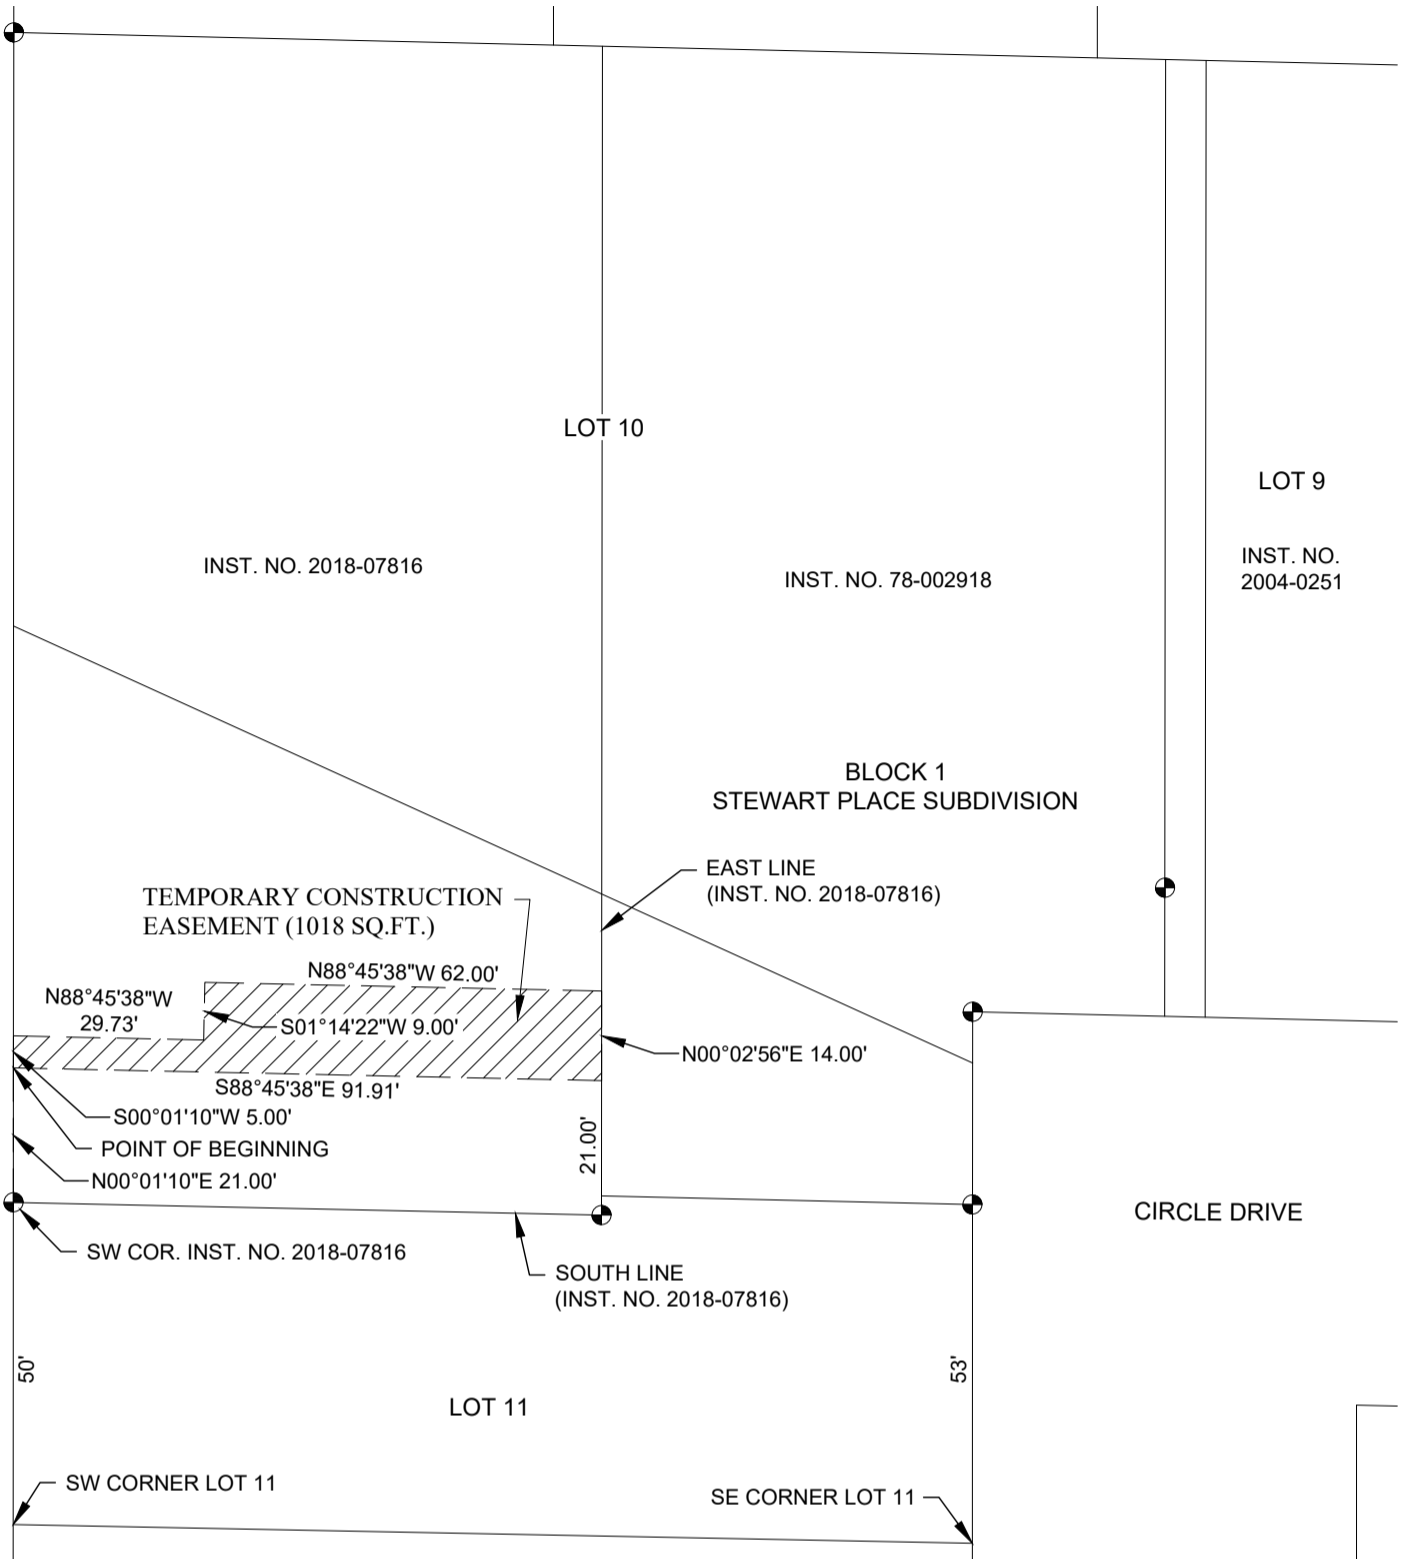 LOT 10
LOT 9
INST. NO. 2018-07816
INST. NO. 78-002918
INST. NO.
2004-0251
BLOCK 1
STEWART PLACE SUBDIVISION
EAST LINE
(INST. NO. 2018-07816)
TEMPORARY CONSTRUCTION
EASEMENT (1018 SQ.FT.)
N88°45'38"W 62.00'
N88°45'38"W
29.73'
S01°14'22"W 9.00'
N00°02'56"E 14.00'
S88°45'38"E 91.91'
S00°01'10"W 5.00'
POINT OF BEGINNING
N00°01'10"E 21.00'
21.00'
CIRCLE DRIVE
SW COR. INST. NO. 2018-07816
SOUTH LINE
(INST. NO. 2018-07816)
50'
53'
LOT 11
SW CORNER LOT 11
SE CORNER LOT 11